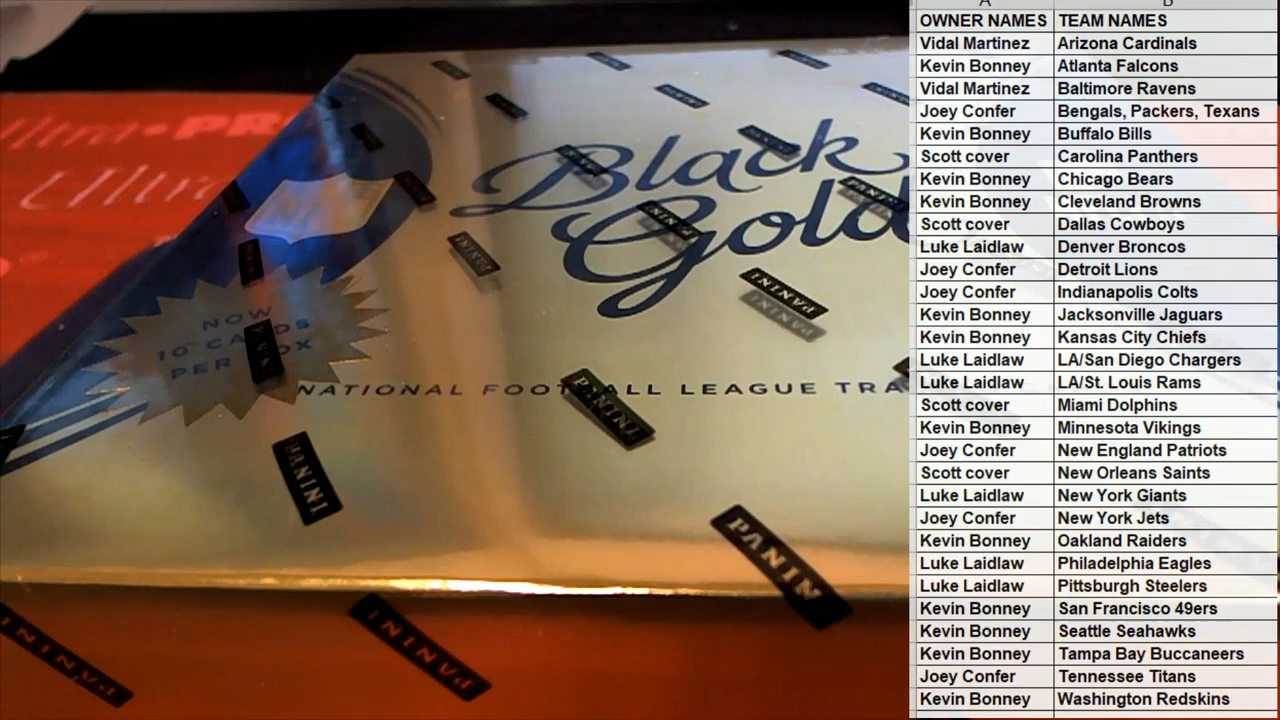 A B
OWNER NAMES TEAM NAMES
Vidal Martinez Arizona Cardinals
Kevin Bonney Atlanta Falcons
Vidal Martinez Baltimore Ravens
Joey Confer Bengals, Packers, Texans
Kevin Bonney Buffalo Bills
Scott cover Carolina Panthers
Kevin Bonney Chicago Bears
Kevin Bonney Cleveland Browns
Scott cover Dallas Cowboys
Luke Laidlaw Denver Broncos
Joey Confer Detroit Lions
Joey Confer Indianapolis Colts
Kevin Bonney Jacksonville Jaguars
Kevin Bonney Kansas City Chiefs
Luke Laidlaw LA/San Diego Chargers
Luke Laidlaw LA/St. Louis Rams
Scott cover Miami Dolphins
Kevin Bonney Minnesota Vikings
Joey Confer New England Patriots
Scott cover New Orleans Saints
Luke Laidlaw New York Giants
Joey Confer New York Jets
Kevin Bonney Oakland Raiders
Luke Laidlaw Philadelphia Eagles
Luke Laidlaw Pittsburgh Steelers
Kevin Bonney San Francisco 49ers
Kevin Bonney Seattle Seahawks
Kevin Bonney Tampa Bay Buccaneers
Joey Confer Tennessee Titans
Kevin Bonney Washington Redskins
Black
Gold
NOW
10 CARDS
PER BOX
NATIONAL FOOTBALL LEAGUE TRA
PANINI
PANINI
PANINI
PANINI
PANINI
PANINI
PANINI
PANINI